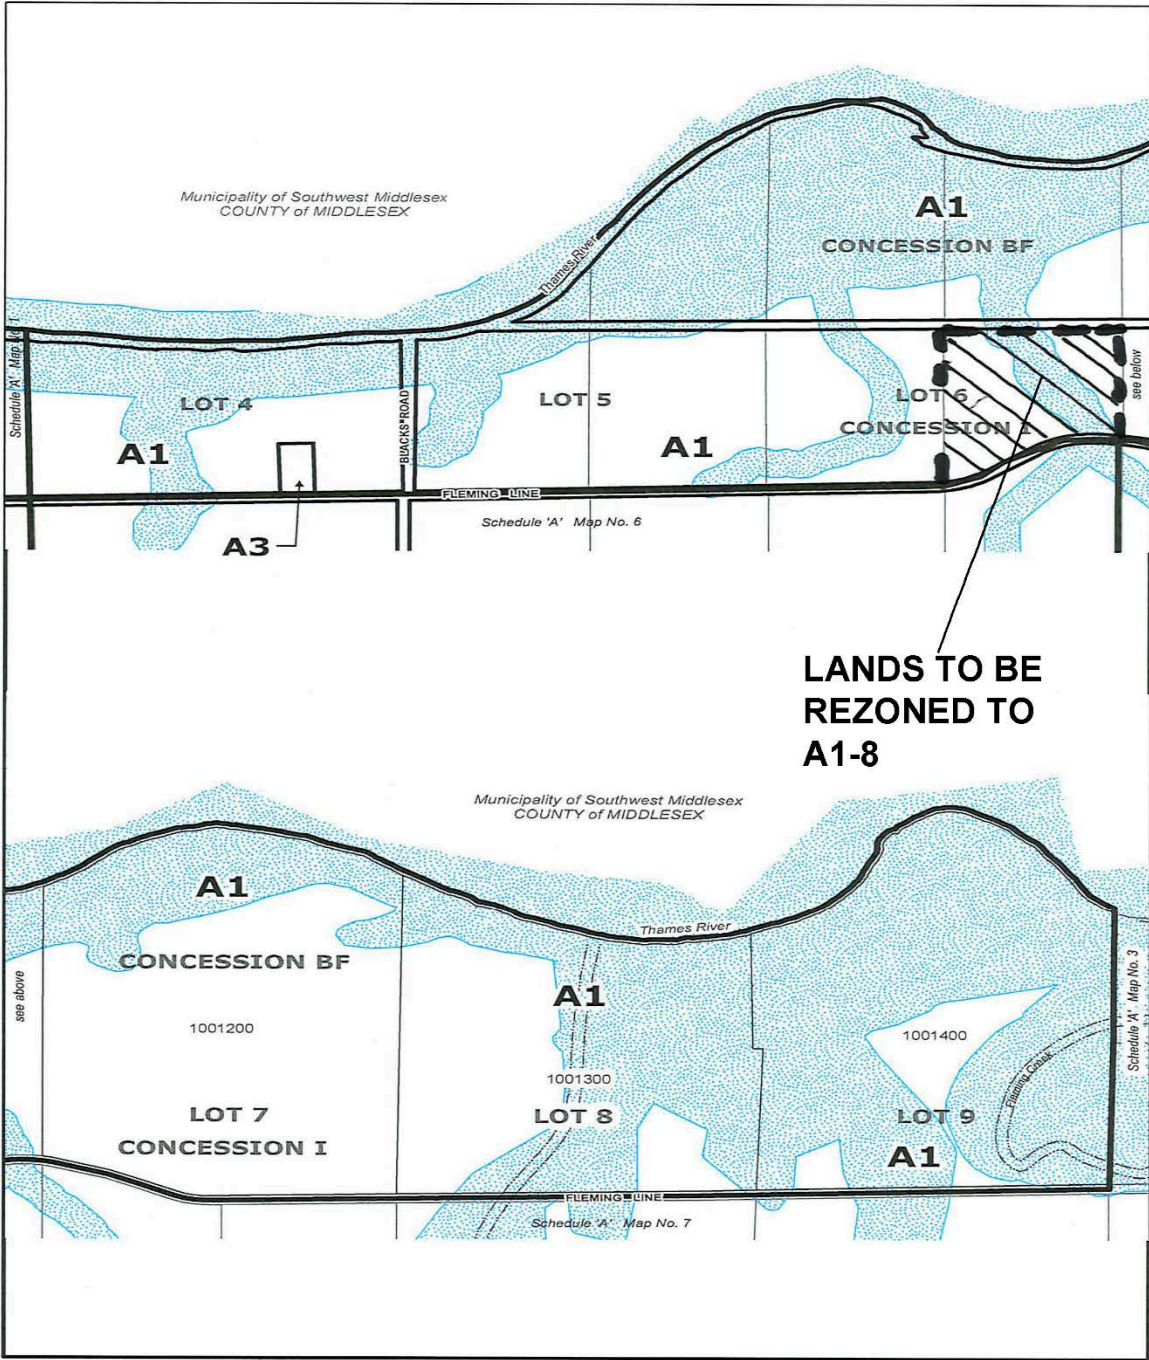 Municipality of Southwest Middlesex
COUNTY of MIDDLESEX
A1
CONCESSION BF
Thames River
Schedule 'A' Map No. 1
LOT 4
BLACKS ROAD
LOT 5
LOT 6
CONCESSION I
see below
A1
A1
FLEMING LINE
Schedule 'A' Map No. 6
A3
LANDS TO BE
REZONED TO
A1-8
Municipality of Southwest Middlesex
COUNTY of MIDDLESEX
A1
Thames River
CONCESSION BF
see above
A1
Schedule 'A' Map No. 3
1001200
1001400
Fleming Creek
1001300
LOT 7
LOT 8
LOT 9
CONCESSION I
A1
FLEMING LINE
Schedule 'A' Map No. 7